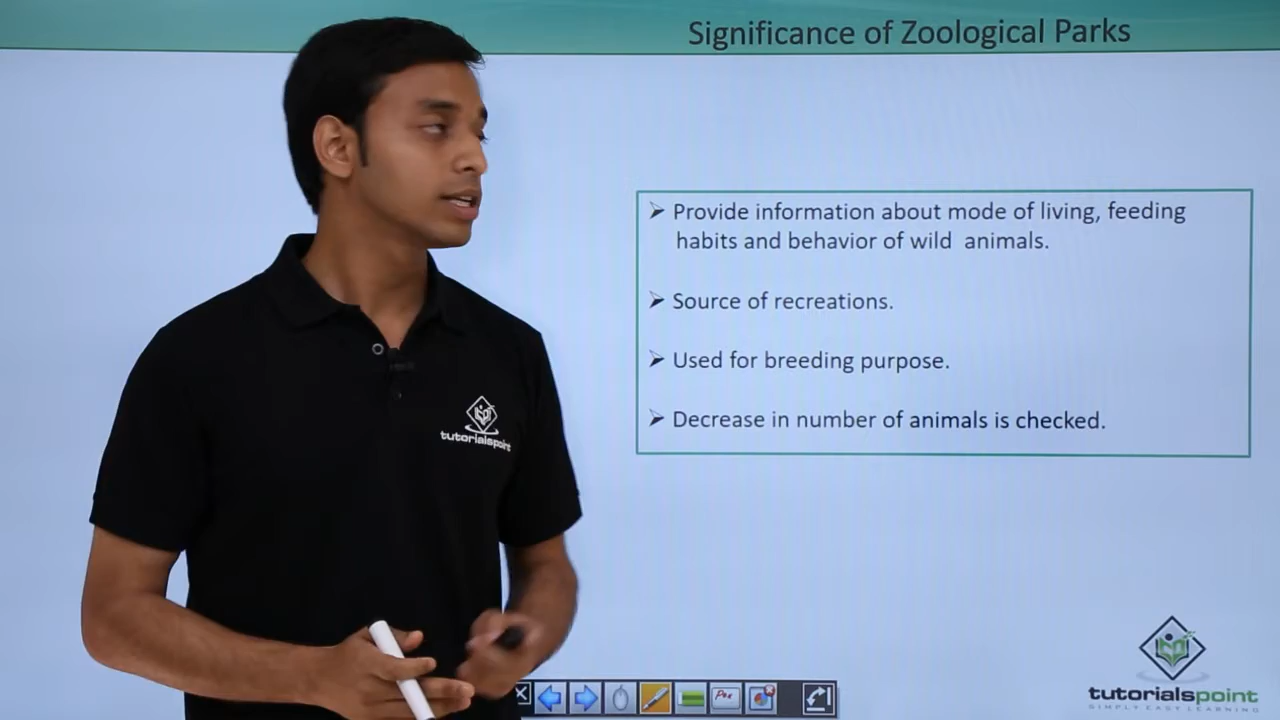 Significance of Zoological Parks
➢ Provide information about mode of living, feeding
habits and behavior of wild animals.
➢ Source of recreations.
➢ Used for breeding purpose.
➢ Decrease in number of animals is checked.
tutorialspoint
Pen
tutorialspoint
SIMPLY EASY LEARNING